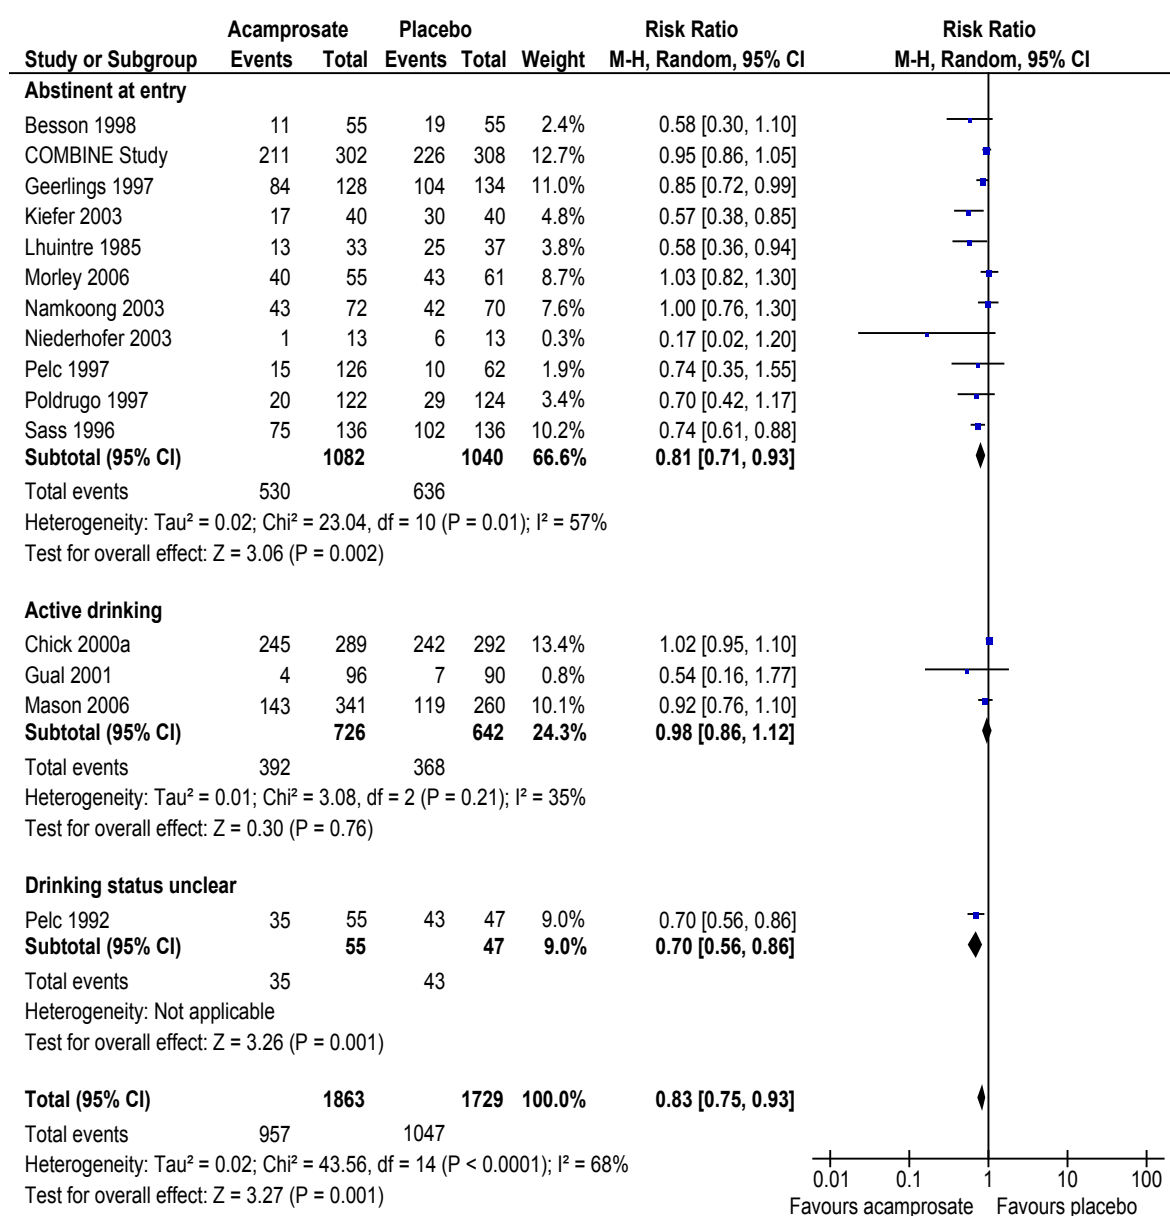 Acamprosate Placebo Risk Ratio Risk Ratio
Study or Subgroup Events Total Events Total Weight M-H, Random, 95% CI M-H, Random, 95% CI
Abstinent at entry
Besson 1998 11 55 19 55 2.4% 0.58 [0.30, 1.10]
COMBINE Study 211 302 226 308 12.7% 0.95 [0.86, 1.05]
Geerlings 1997 84 128 104 134 11.0% 0.85 [0.72, 0.99]
Kiefer 2003 17 40 30 40 4.8% 0.57 [0.38, 0.85]
Lhuintre 1985 13 33 25 37 3.8% 0.58 [0.36, 0.94]
Morley 2006 40 55 43 61 8.7% 1.03 [0.82, 1.30]
Namkoong 2003 43 72 42 70 7.6% 1.00 [0.76, 1.30]
Niederhofer 2003 1 13 6 13 0.3% 0.17 [0.02, 1.20]
Pelc 1997 15 126 10 62 1.9% 0.74 [0.35, 1.55]
Poldrugo 1997 20 122 29 124 3.4% 0.70 [0.42, 1.17]
Sass 1996 75 136 102 136 10.2% 0.74 [0.61, 0.88]
Subtotal (95% CI) 1082 1040 66.6% 0.81 [0.71, 0.93]
Total events 530 636
Heterogeneity: Tau² = 0.02; Chi² = 23.04, df = 10 (P = 0.01); I² = 57%
Test for overall effect: Z = 3.06 (P = 0.002)
Active drinking
Chick 2000a 245 289 242 292 13.4% 1.02 [0.95, 1.10]
Gual 2001 4 96 7 90 0.8% 0.54 [0.16, 1.77]
Mason 2006 143 341 119 260 10.1% 0.92 [0.76, 1.10]
Subtotal (95% CI) 726 642 24.3% 0.98 [0.86, 1.12]
Total events 392 368
Heterogeneity: Tau² = 0.01; Chi² = 3.08, df = 2 (P = 0.21); I² = 35%
Test for overall effect: Z = 0.30 (P = 0.76)
Drinking status unclear
Pelc 1992 35 55 43 47 9.0% 0.70 [0.56, 0.86]
Subtotal (95% CI) 55 47 9.0% 0.70 [0.56, 0.86]
Total events 35 43
Heterogeneity: Not applicable
Test for overall effect: Z = 3.26 (P = 0.001)
Total (95% CI) 1863 1729 100.0% 0.83 [0.75, 0.93]
Total events 957 1047
Heterogeneity: Tau² = 0.02; Chi² = 43.56, df = 14 (P < 0.0001); I² = 68%
Test for overall effect: Z = 3.27 (P = 0.001)
0.01 0.1 1 10 100
Favours acamprosate Favours placebo